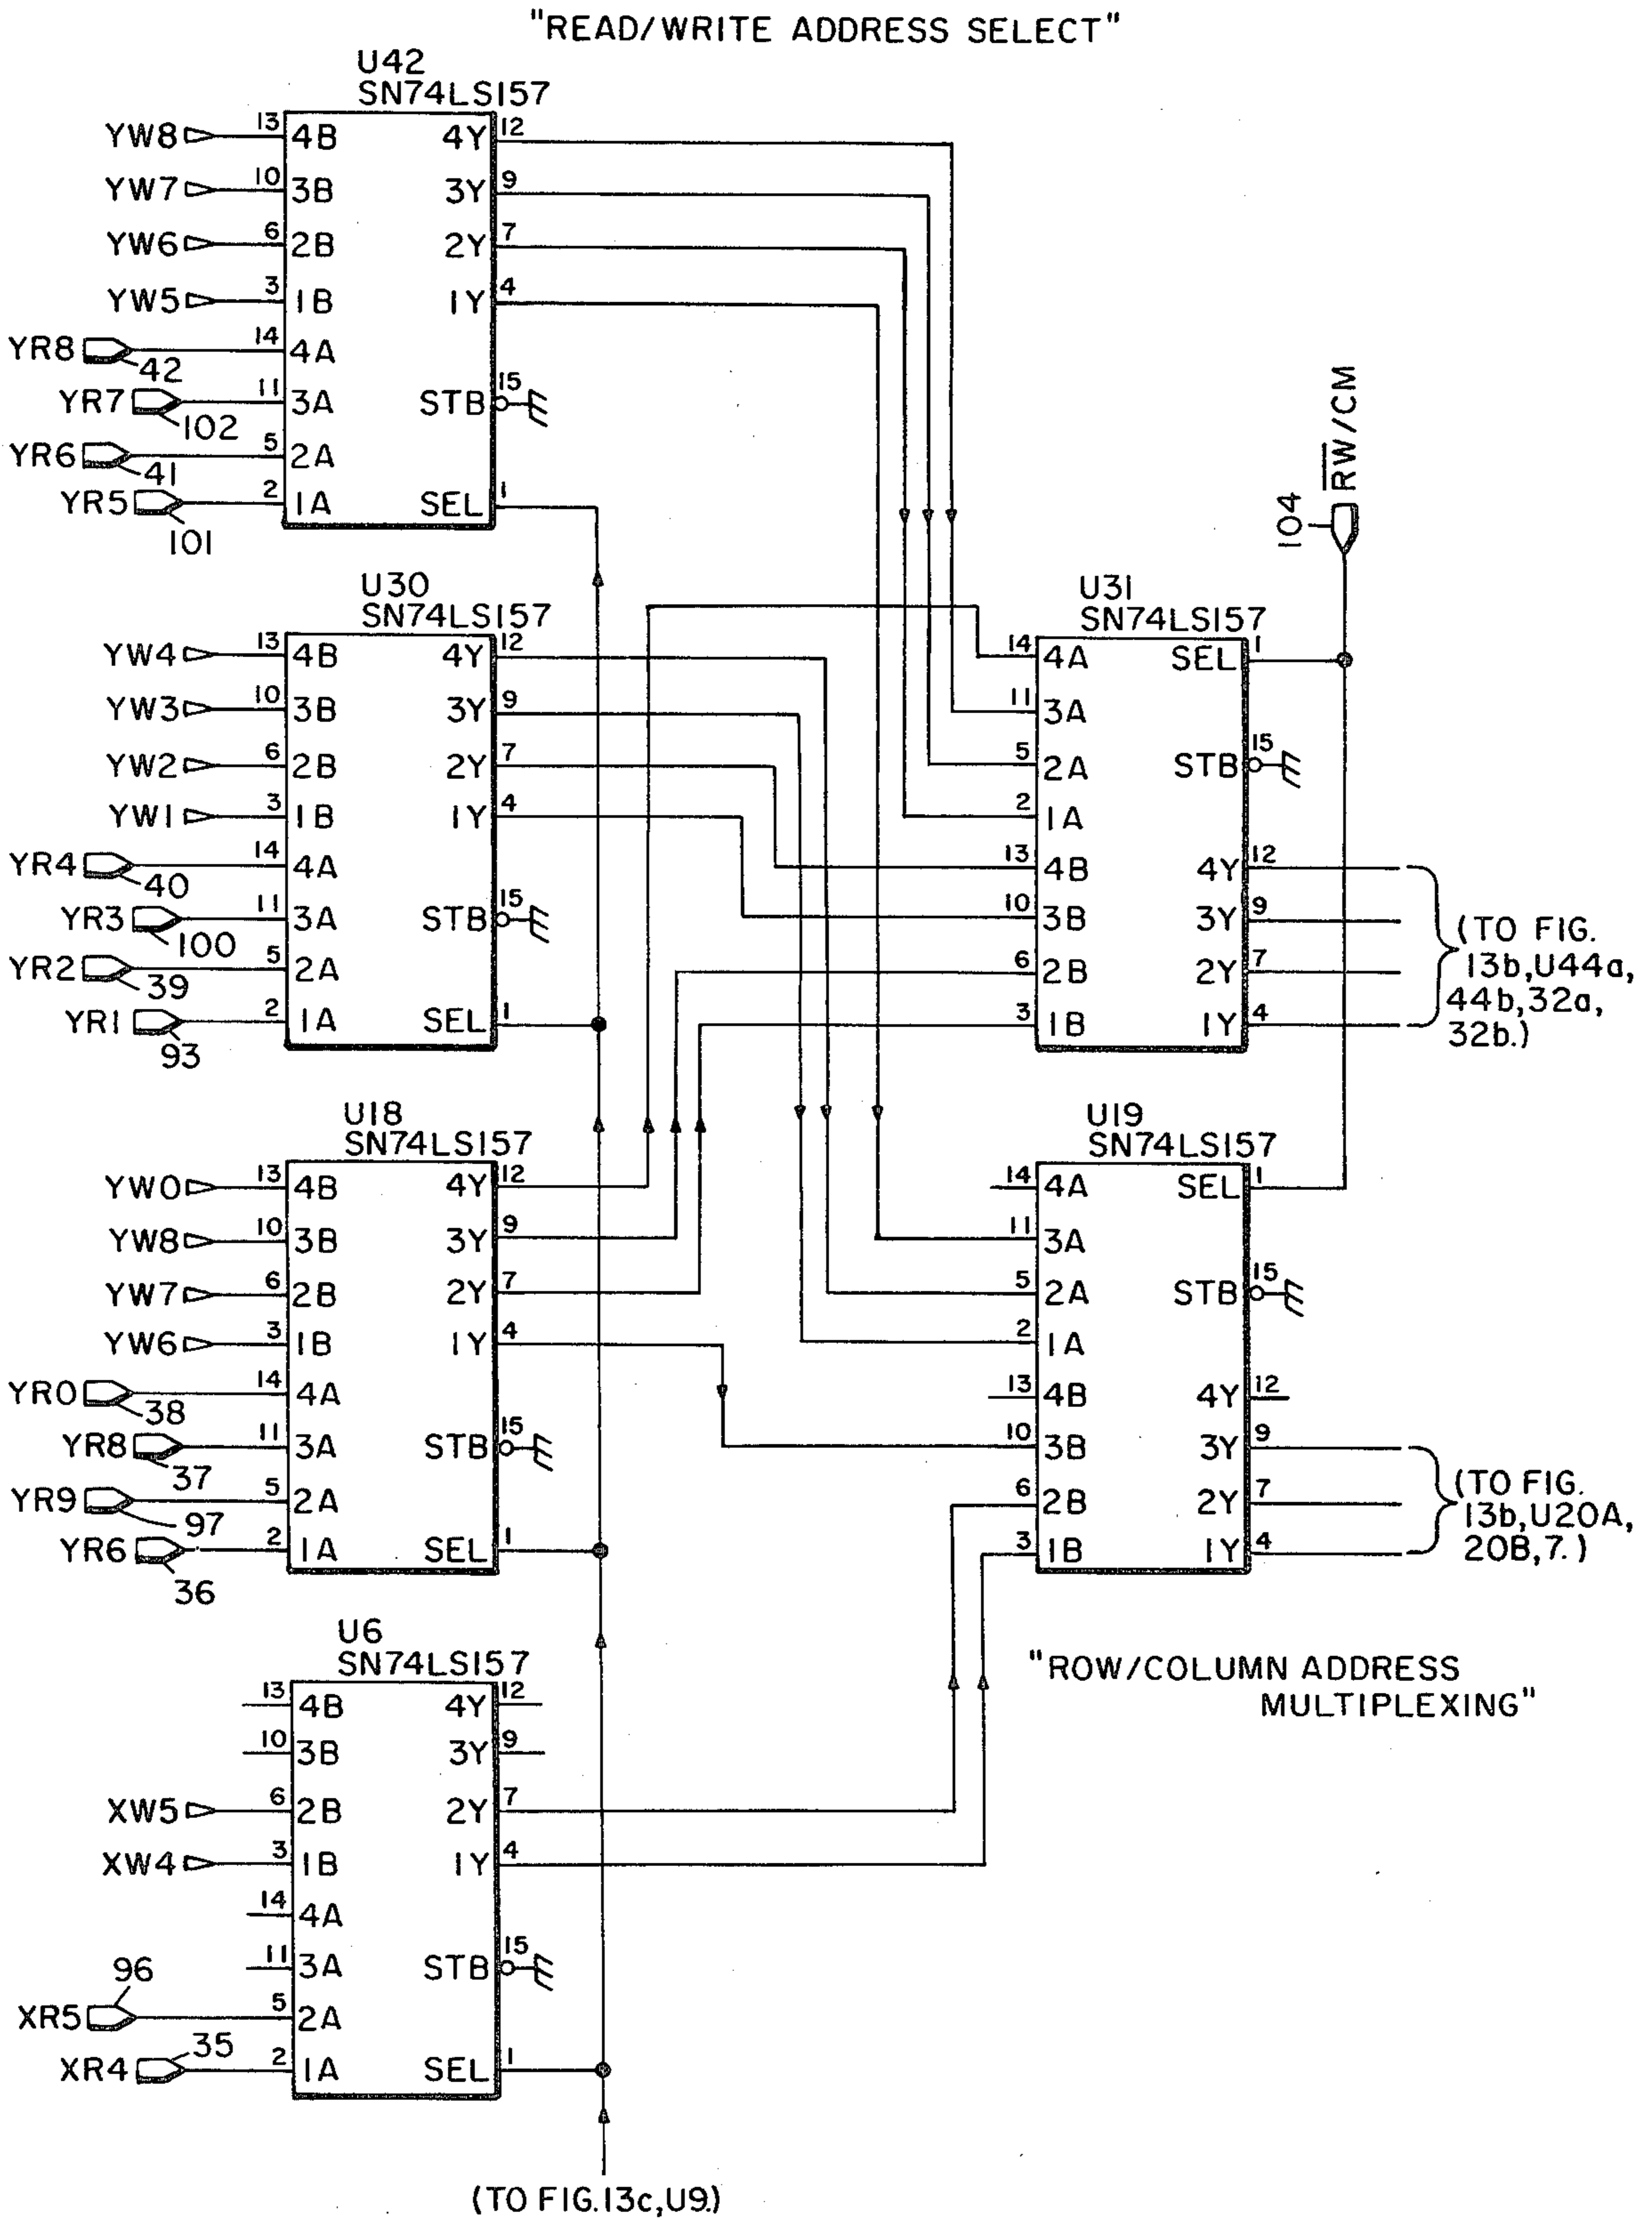 "READ/WRITE ADDRESS SELECT"
U42
SN74LS157
YW8 13 4B 4Y 12
YW7 10 3B 3Y 9
YW6 6 2B 2Y 7
YW5 3 1B 1Y 4
YR8 42 14 4A
YR7 102 11 3A STB 15
YR6 41 5 2A
YR5 101 2 1A SEL 1
U30
SN74LS157
YW4 13 4B 4Y 12
YW3 10 3B 3Y 9
YW2 6 2B 2Y 7
YW1 3 1B 1Y 4
YR4 40 14 4A
YR3 100 11 3A STB 15
YR2 39 5 2A
YR1 93 2 1A SEL 1
U18
SN74LS157
YW0 13 4B 4Y 12
YW8 10 3B 3Y 9
YW7 6 2B 2Y 7
YW6 3 1B 1Y 4
YR0 38 14 4A
YR8 37 11 3A STB 15
YR9 97 5 2A
YR6 36 2 1A SEL 1
U6
SN74LS157
13 4B 4Y 12
10 3B 3Y 9
XW5 6 2B 2Y 7
XW4 3 1B 1Y 4
14 4A
11 3A STB 15
XR5 96 5 2A
XR4 35 2 1A SEL 1
(TO FIG.13c,U9.)
R̅W̅/CM
104
U31
SN74LS157
14 4A SEL 1
11 3A
5 2A STB 15
2 1A
13 4B 4Y 12
10 3B 3Y 9
6 2B 2Y 7
3 1B 1Y 4
(TO FIG.
13b,U44a,
44b,32a,
32b.)
U19
SN74LS157
14 4A SEL 1
11 3A
5 2A STB 15
2 1A
13 4B 4Y 12
10 3B 3Y 9
6 2B 2Y 7
3 1B 1Y 4
(TO FIG.
13b,U20A,
20B,7.)
"ROW/COLUMN ADDRESS
MULTIPLEXING"